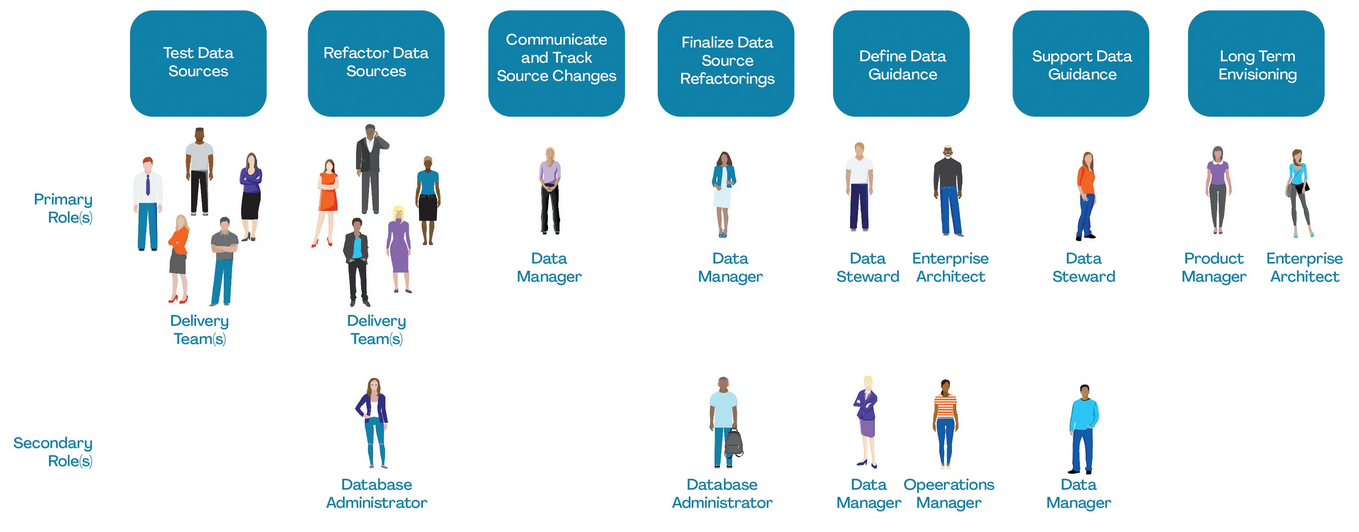 Test Data
Sources
Refactor Data
Sources
Communicate
and Track
Source Changes
Finalize Data
Source
Refactorings
Define Data
Guidance
Support Data
Guidance
Long Term
Envisioning
Primary
Role(s)
Delivery
Team(s)
Delivery
Team(s)
Data
Manager
Data
Manager
Data
Steward
Enterprise
Architect
Data
Steward
Product
Manager
Enterprise
Architect
Secondary
Role(s)
Database
Administrator
Database
Administrator
Data
Manager
Opeerations
Manager
Data
Manager